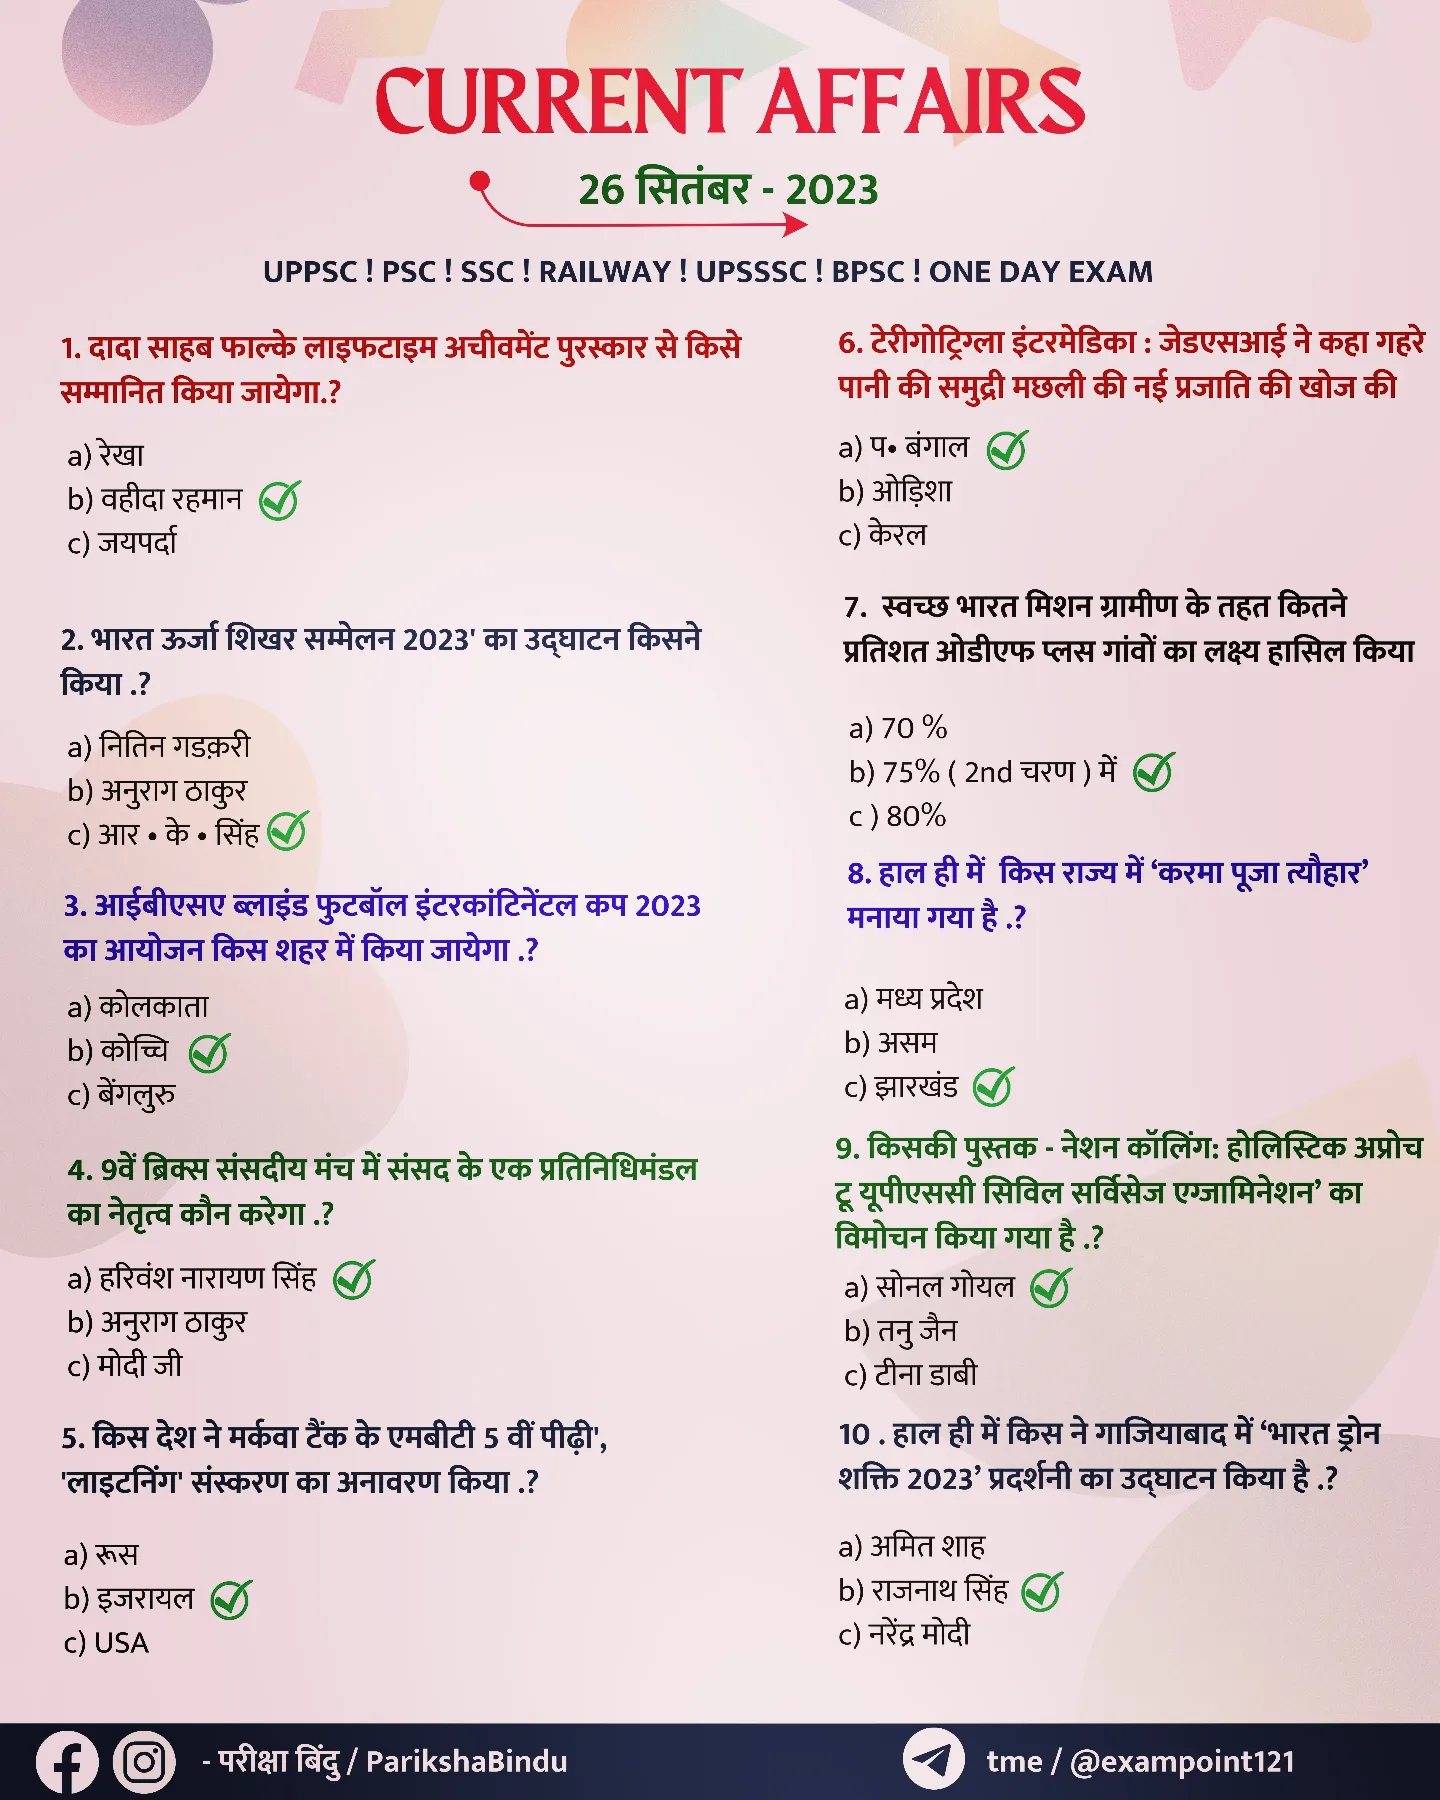 CURRENT AFFAIRS
26 सितंबर - 2023
UPPSC ! PSC ! SSC ! RAILWAY ! UPSSSC ! BPSC ! ONE DAY EXAM
1. दादा साहब फाल्के लाइफटाइम अचीवमेंट पुरस्कार से किसे
सम्मानित किया जायेगा.?
a) रेखा
b) वहीदा रहमान
c) जयपर्दा
2. भारत ऊर्जा शिखर सम्मेलन 2023' का उद्घाटन किसने
किया .?
a) नितिन गडक़री
b) अनुराग ठाकुर
c) आर • के • सिंह
3. आईबीएसए ब्लाइंड फुटबॉल इंटरकांटिनेंटल कप 2023
का आयोजन किस शहर में किया जायेगा .?
a) कोलकाता
b) कोच्चि
c) बेंगलुरु
4. 9वें ब्रिक्स संसदीय मंच में संसद के एक प्रतिनिधिमंडल
का नेतृत्व कौन करेगा .?
a) हरिवंश नारायण सिंह
b) अनुराग ठाकुर
c) मोदी जी
5. किस देश ने मर्कवा टैंक के एमबीटी 5 वीं पीढ़ी',
'लाइटनिंग' संस्करण का अनावरण किया .?
a) रूस
b) इजरायल
c) USA
6. टेरीगोट्रिग्ला इंटरमेडिका : जेडएसआई ने कहा गहरे
पानी की समुद्री मछली की नई प्रजाति की खोज की
a) प• बंगाल
b) ओड़िशा
c) केरल
7. स्वच्छ भारत मिशन ग्रामीण के तहत कितने
प्रतिशत ओडीएफ प्लस गांवों का लक्ष्य हासिल किया
a) 70 %
b) 75% ( 2nd चरण ) में
c ) 80%
8. हाल ही में किस राज्य में ‘करमा पूजा त्यौहार’
मनाया गया है .?
a) मध्य प्रदेश
b) असम
c) झारखंड
9. किसकी पुस्तक - नेशन कॉलिंग: होलिस्टिक अप्रोच
टू यूपीएससी सिविल सर्विसेज एग्जामिनेशन’ का
विमोचन किया गया है .?
a) सोनल गोयल
b) तनु जैन
c) टीना डाबी
10 . हाल ही में किस ने गाजियाबाद में ‘भारत ड्रोन
शक्ति 2023’ प्रदर्शनी का उद्घाटन किया है .?
a) अमित शाह
b) राजनाथ सिंह
c) नरेंद्र मोदी
- परीक्षा बिंदु / ParikshaBindu
tme / @exampoint121